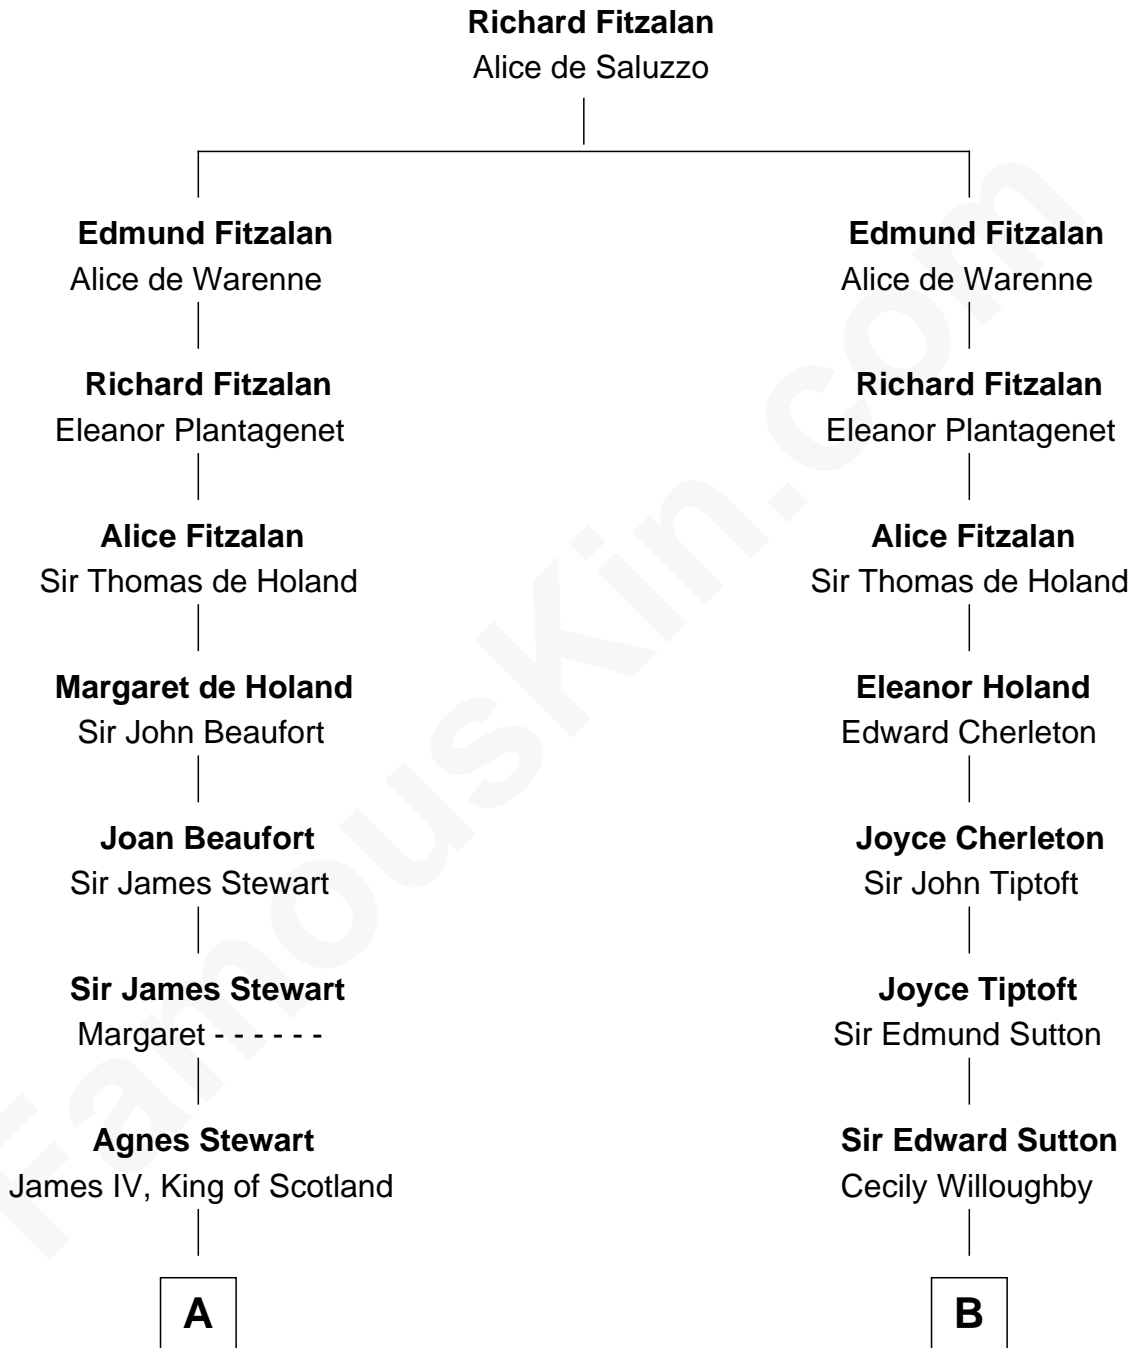 Richard Fitzalan
Alice de Saluzzo
Edmund Fitzalan
Alice de Warenne
Edmund Fitzalan
Alice de Warenne
Richard Fitzalan
Eleanor Plantagenet
Richard Fitzalan
Eleanor Plantagenet
Alice Fitzalan
Sir Thomas de Holand
Alice Fitzalan
Sir Thomas de Holand
Margaret de Holand
Sir John Beaufort
Eleanor Holand
Edward Cherleton
Joan Beaufort
Sir James Stewart
Joyce Cherleton
Sir John Tiptoft
Sir James Stewart
Margaret - - - - - -
Joyce Tiptoft
Sir Edmund Sutton
Agnes Stewart
James IV, King of Scotland
Sir Edward Sutton
Cecily Willoughby
A
B
FamousKin.com